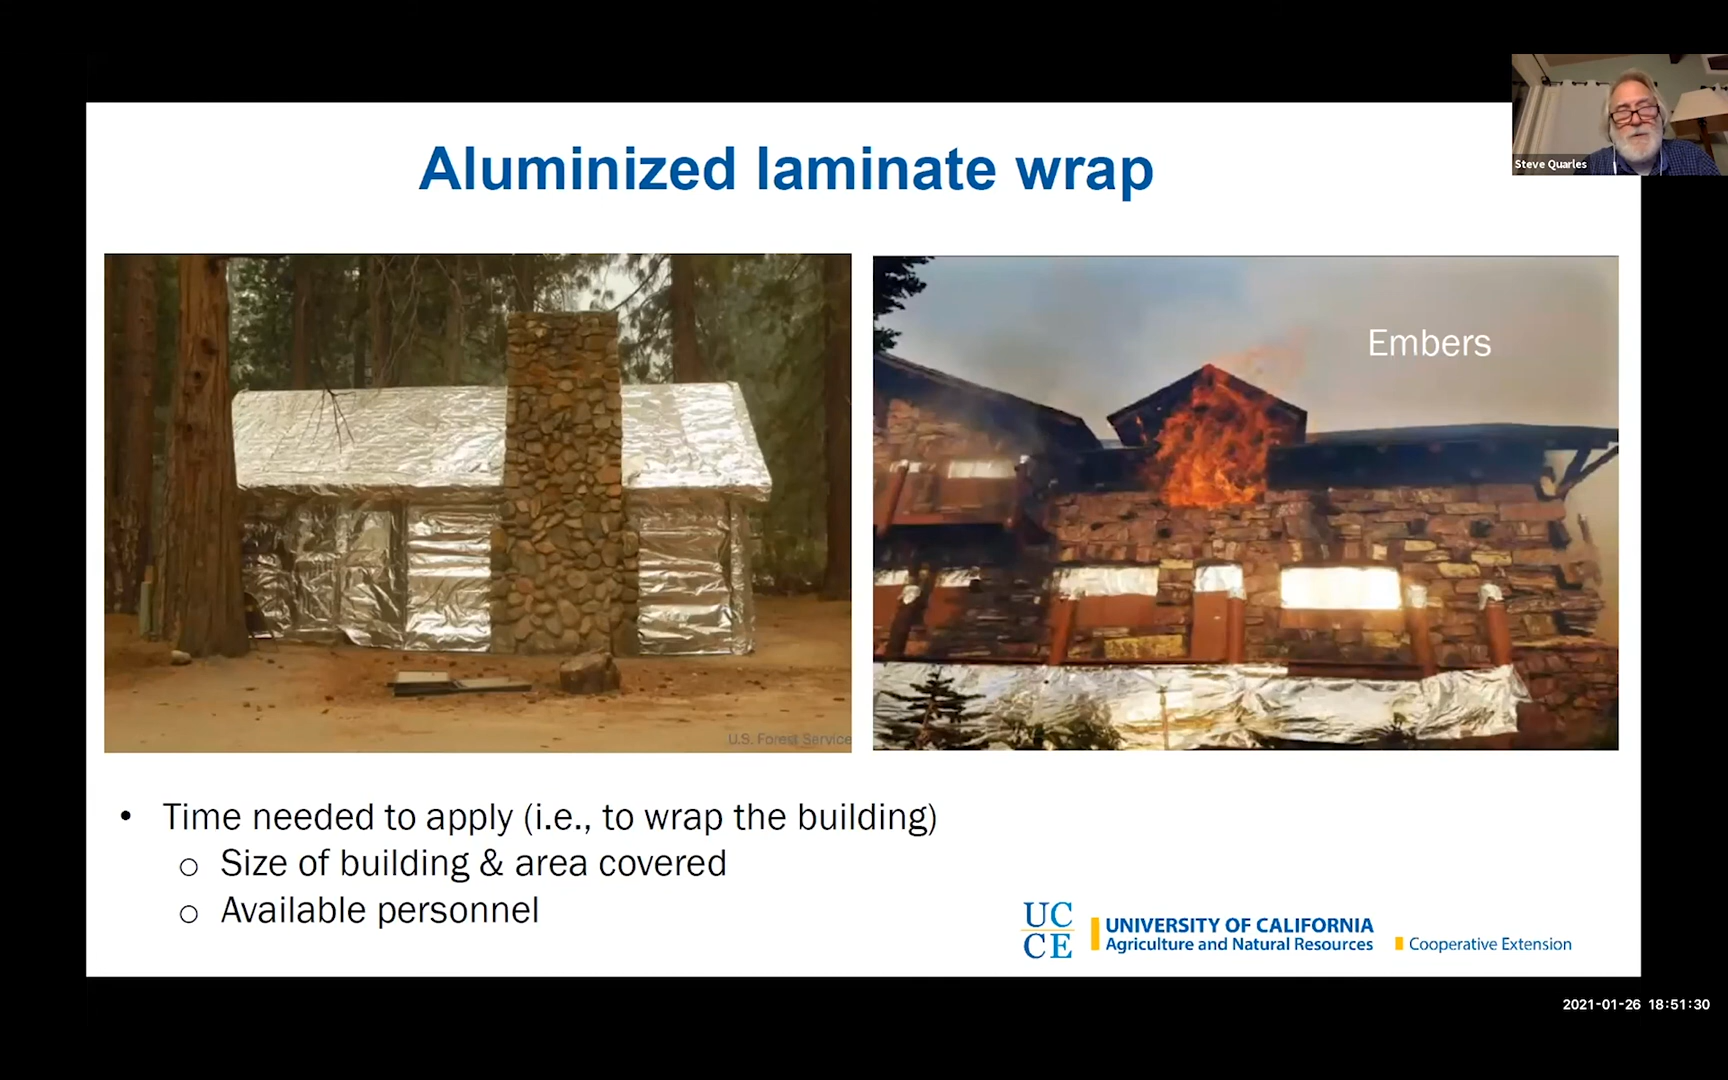 Aluminized laminate wrap
Steve Quarles
Embers
U.S. Forest Service
• Time needed to apply (i.e., to wrap the building)
o Size of building & area covered
o Available personnel
UC
CE
UNIVERSITY OF CALIFORNIA
Agriculture and Natural Resources
Cooperative Extension
2021-01-26 18:51:30